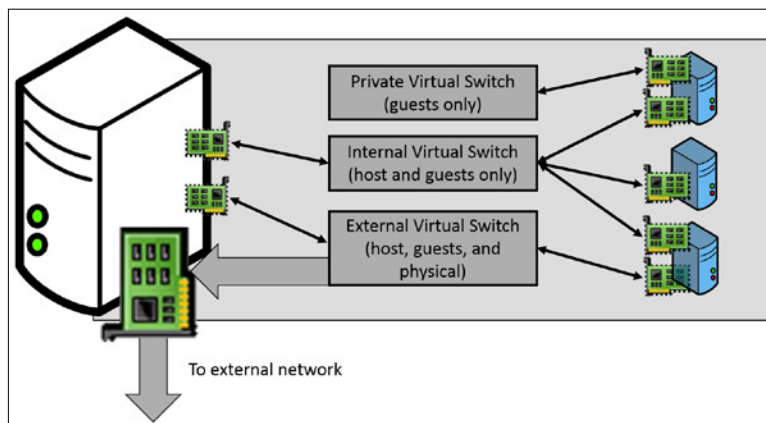 Private Virtual Switch
(guests only)
Internal Virtual Switch
(host and guests only)
External Virtual Switch
(host, guests, and
physical)
To external network